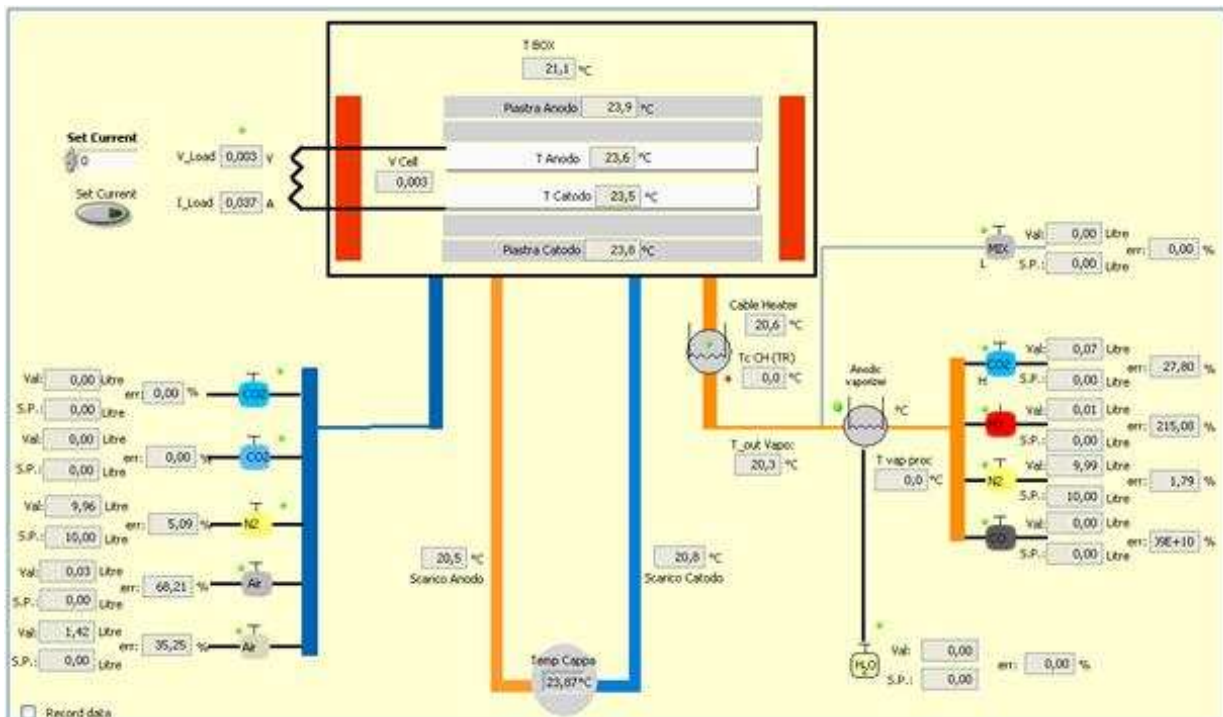 T BOX
21,1 °C
Piastra Anodo 23,9 °C
Set Current
0
V_Load 0,003 V
V Cell
0,003
T Anodo 23,6 °C
Set Current
I_Load 0,037 A
T Catodo 23,5 °C
Piastra Catodo 23,8 °C
MIX
L
Val: 0,00 Litre
S.P.: 0,00 Litre
err: 0,00 %
Cable Heater
20,6 °C
Tc CH (TR)
0,0 °C
Anodic
vaporizer
°C
T_out Vapo:
20,3 °C
T vap proc
0,0 °C
CO2
H
Val: 0,07 Litre
S.P.: 0,00 Litre
err: 27,80 %
Val: 0,01 Litre
S.P.: 0,00 Litre
err: 215,08 %
N2
Val: 9,99 Litre
S.P.: 10,00 Litre
err: 1,79 %
CO
Val: 0,00 Litre
S.P.: 0,00 Litre
err: 9E+10 %
Val: 0,00 Litre
S.P.: 0,00 Litre
err: 0,00 %
CO2
Val: 0,00 Litre
S.P.: 0,00 Litre
err: 0,00 %
CO2
Val: 9,96 Litre
S.P.: 10,00 Litre
err: 5,09 %
N2
Val: 0,03 Litre
S.P.: 0,00 Litre
err: 68,21 %
Air
Val: 1,42 Litre
S.P.: 0,00 Litre
err: 35,25 %
Air
20,5 °C
Scarico Anodo
20,8 °C
Scarico Catodo
Temp Cappa
23,87°C
H2O
Val: 0,00
S.P.: 0,00
err: 0,00 %
Record data